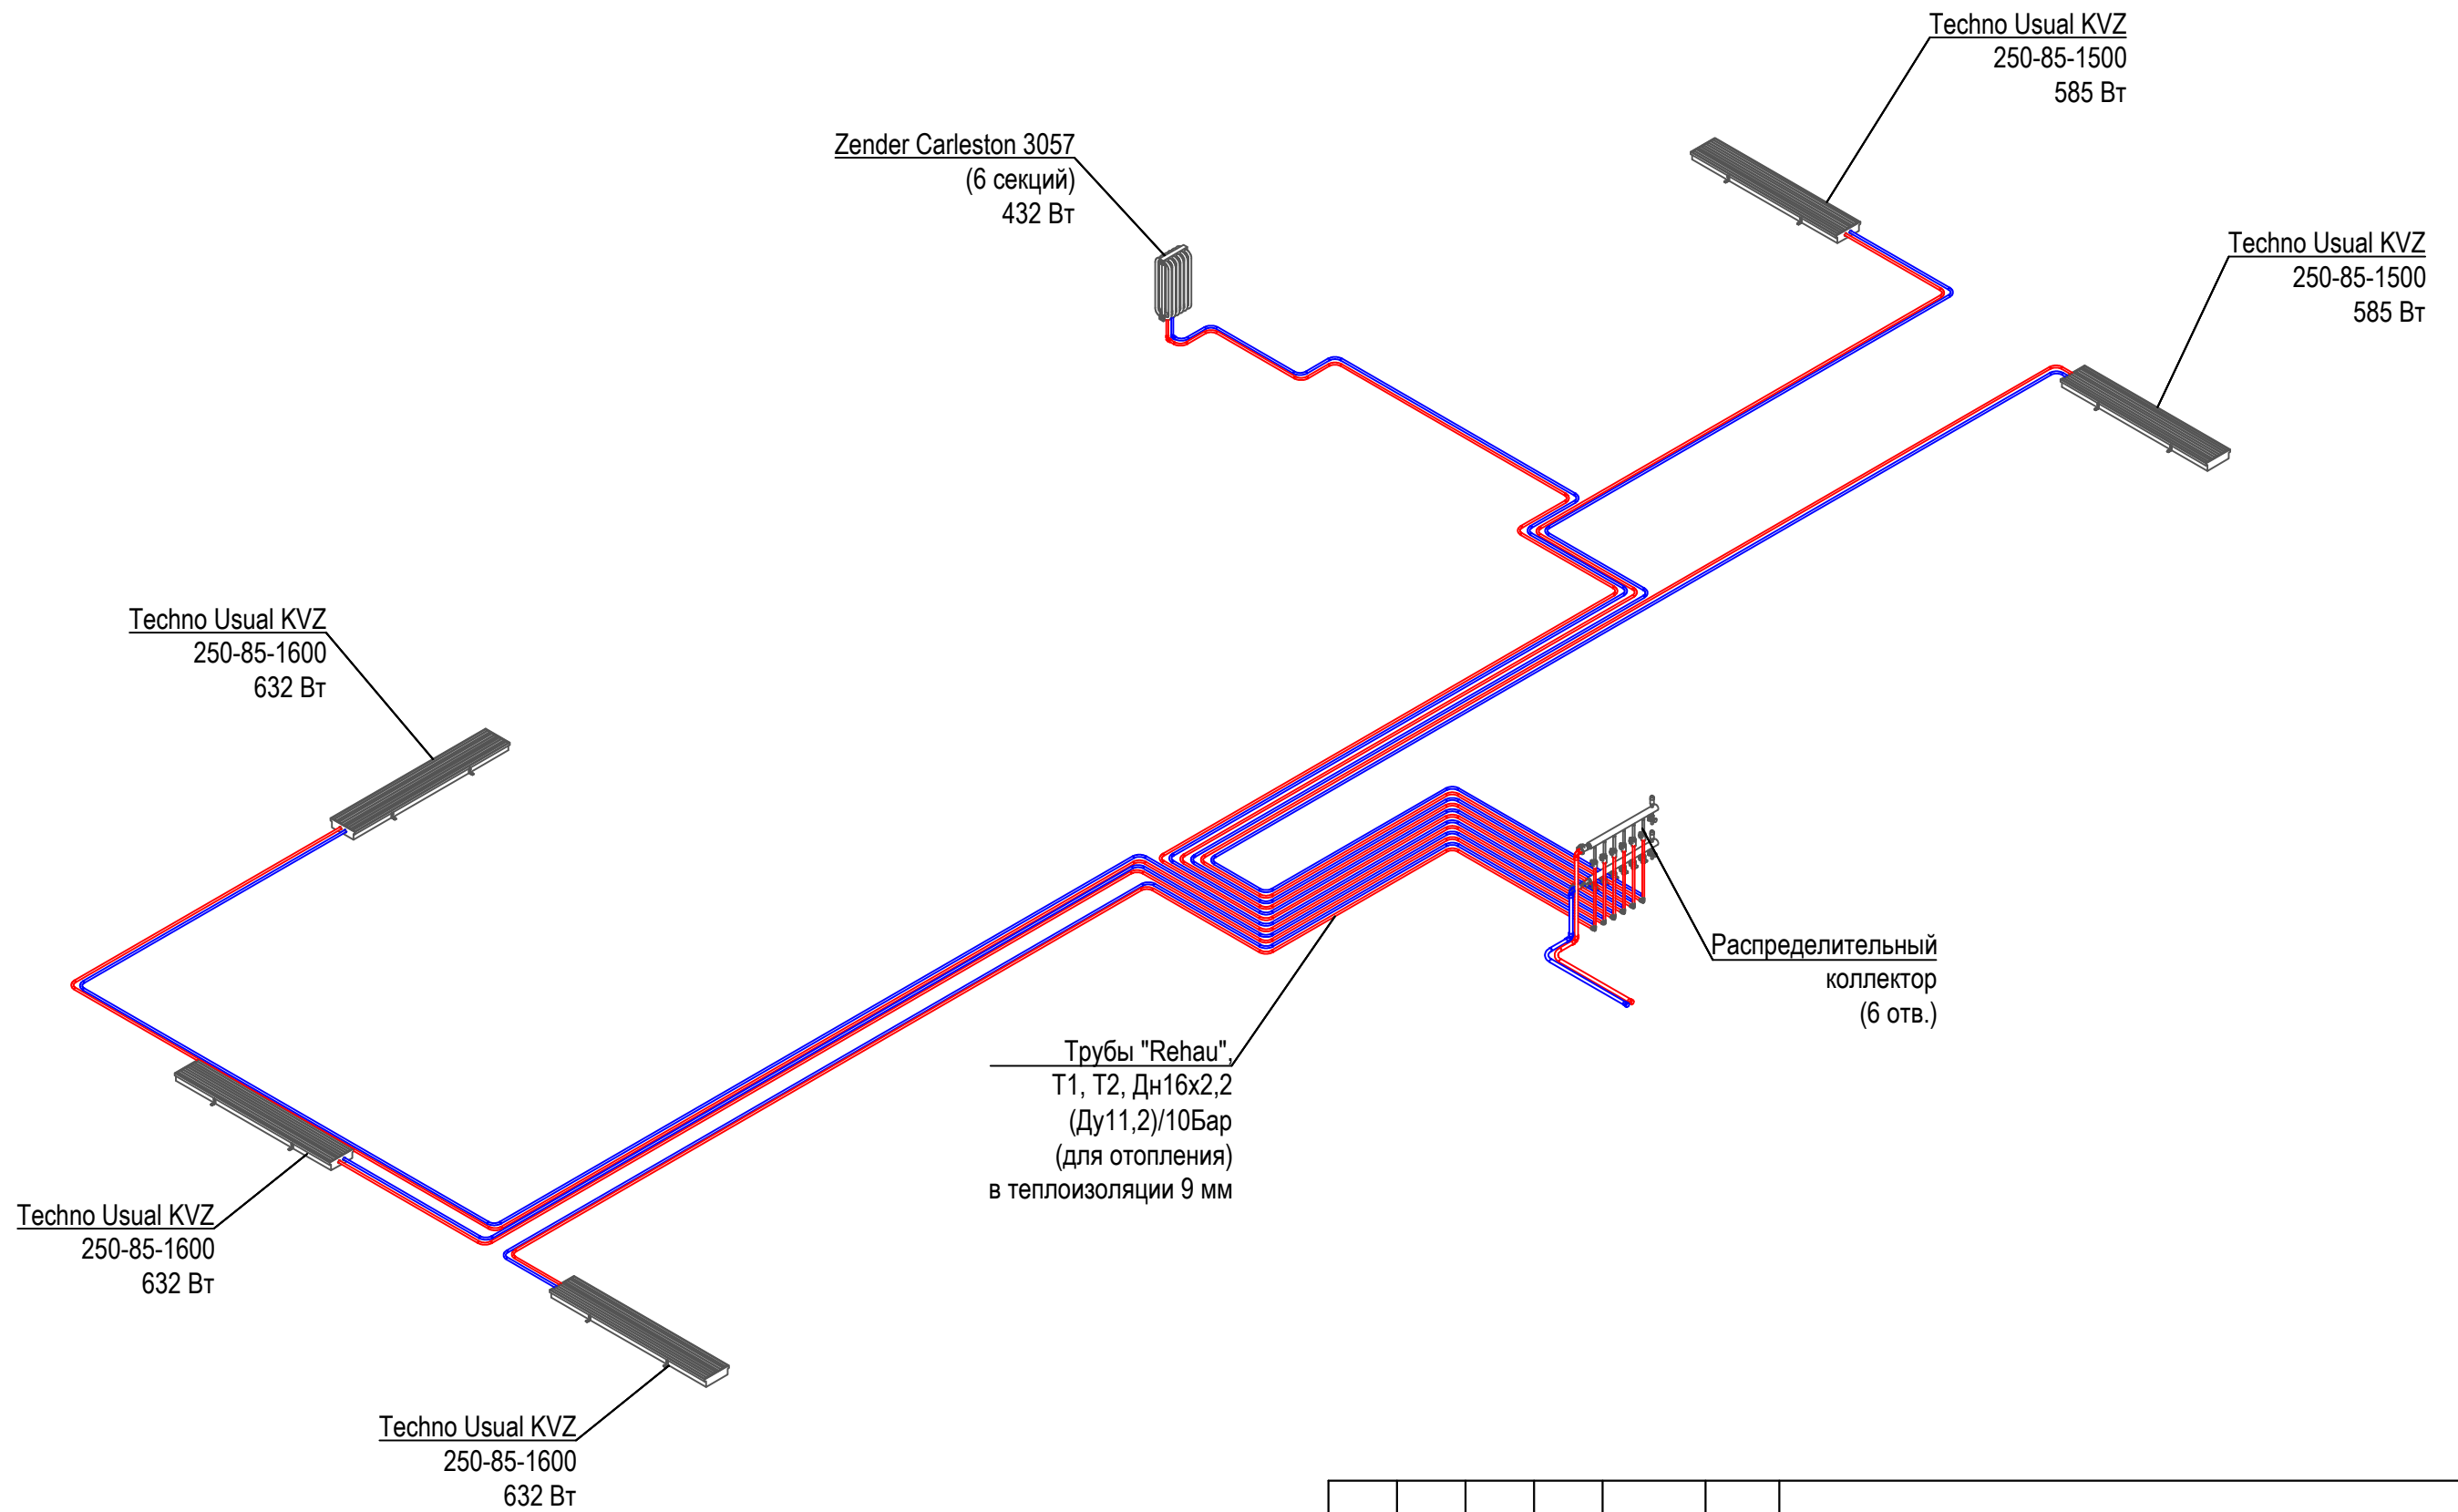 Techno Usual KVZ
250-85-1500
585 Вт
Zender Carleston 3057
(6 секций)
432 Вт
Techno Usual KVZ
250-85-1500
585 Вт
Techno Usual KVZ
250-85-1600
632 Вт
Распределительный
коллектор
(6 отв.)
Трубы "Rehau",
Т1, Т2, Дн16х2,2
(Ду11,2)/10Бар
(для отопления)
в теплоизоляции 9 мм
Techno Usual KVZ
250-85-1600
632 Вт
Techno Usual KVZ
250-85-1600
632 Вт